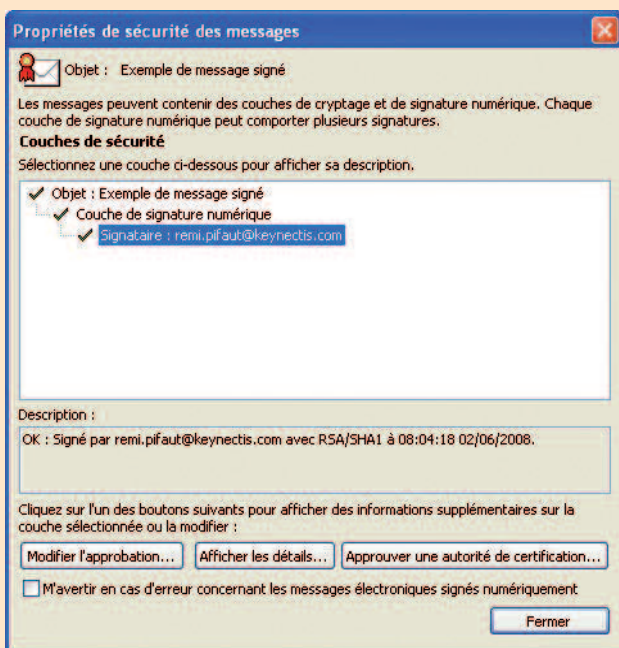 Propriétés de sécurité des messages
Objet : Exemple de message signé
Les messages peuvent contenir des couches de cryptage et de signature numérique. Chaque
couche de signature numérique peut comporter plusieurs signatures.
Couches de sécurité
Sélectionnez une couche ci-dessous pour afficher sa description.
Objet : Exemple de message signé
Couche de signature numérique
Signataire : remi.pifaut@keynectis.com
Description :
OK : Signé par remi.pifaut@keynectis.com avec RSA/SHA1 à 08:04:18 02/06/2008.
Cliquez sur l'un des boutons suivants pour afficher des informations supplémentaires sur la
couche sélectionnée ou la modifier :
Modifier l'approbation... Afficher les détails... Approuver une autorité de certification...
M'avertir en cas d'erreur concernant les messages électroniques signés numériquement
Fermer